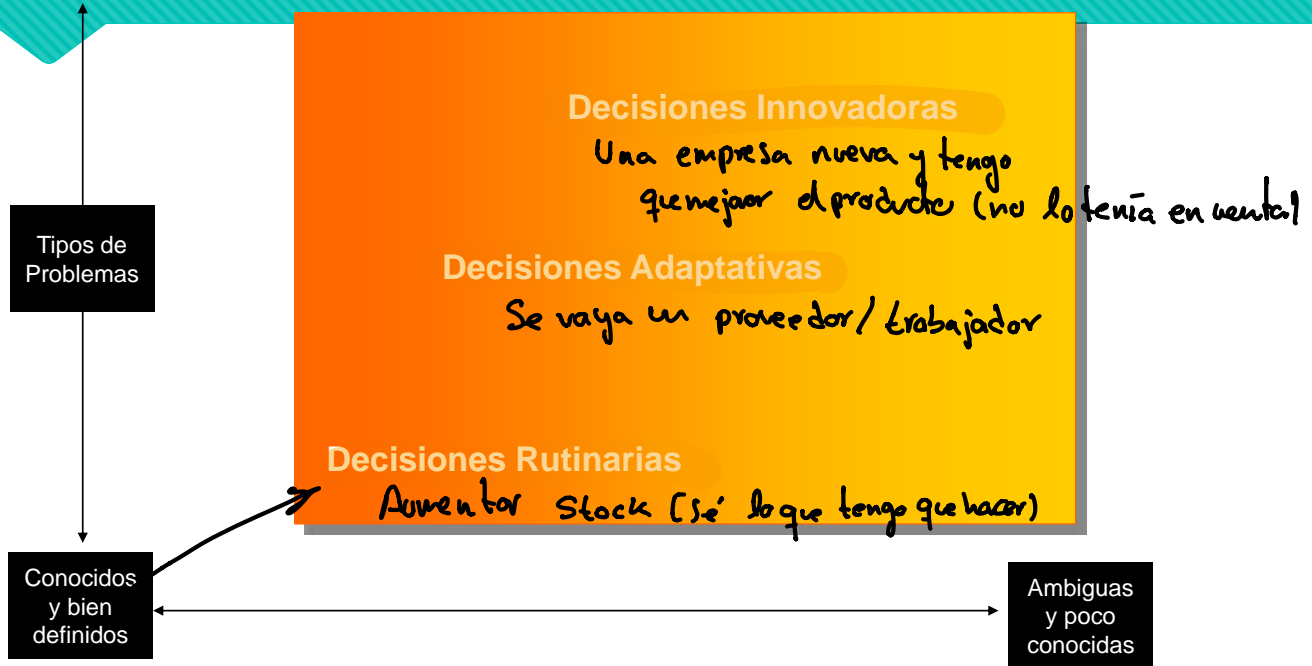 Decisiones Innovadoras
Una empresa nueva y tengo
que mejorar el producto (no lo tenía en cuenta)
Tipos de
Problemas
Decisiones Adaptativas
Se vaya un proveedor/trabajador
Decisiones Rutinarias
Aumentar Stock (sé lo que tengo que hacer)
Conocidos
y bien
definidos
Ambiguas
y poco
conocidas